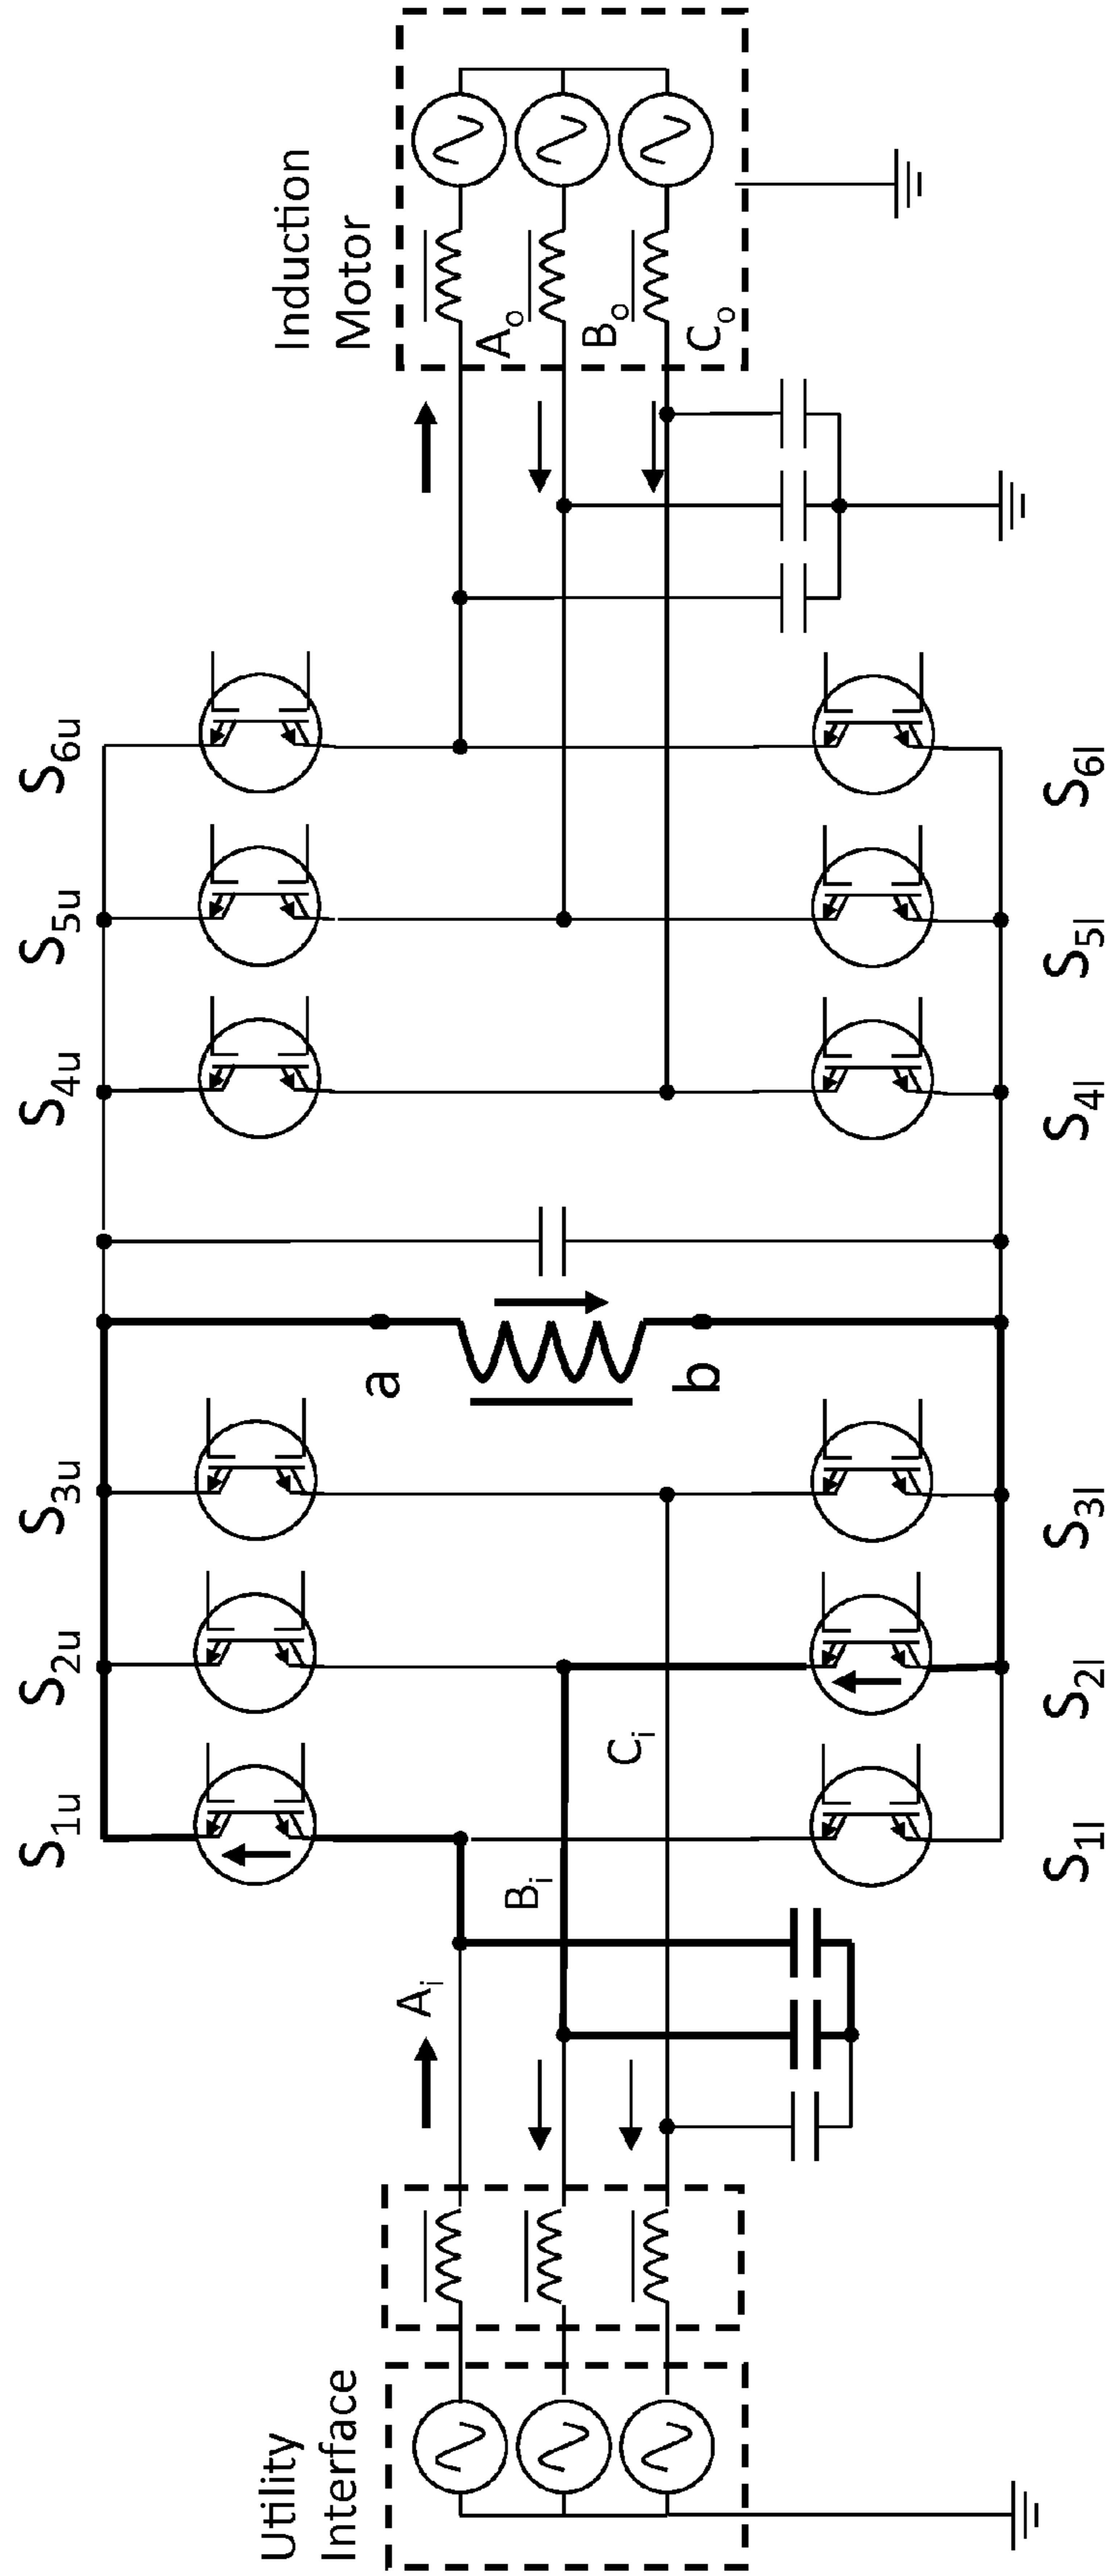 S₁ᵤ S₂ᵤ S₃ᵤ S₄ᵤ S₅ᵤ S₆ᵤ
Utility
Interface
Induction
Motor
Aᵢ
a
Aₒ
Bᵢ
Bₒ
Cᵢ
b
Cₒ
S₁ₗ S₂ₗ S₃ₗ S₄ₗ S₅ₗ S₆ₗ